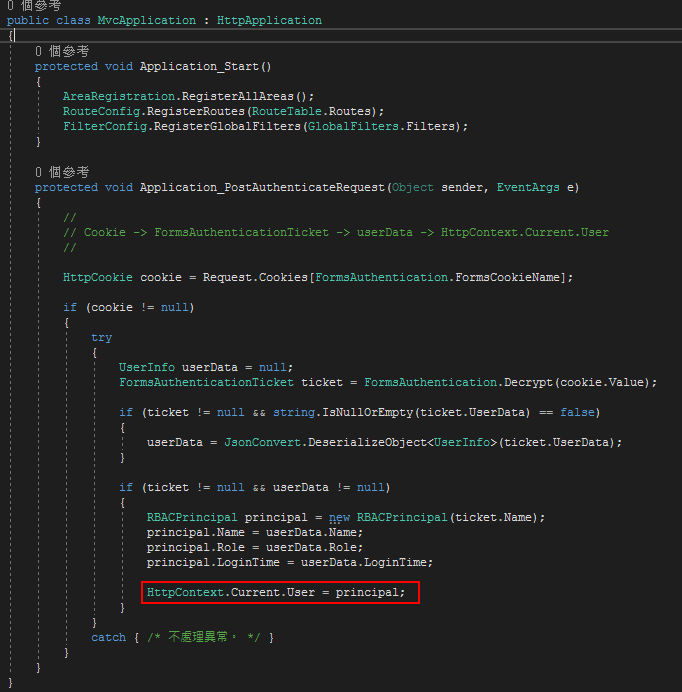 0 個參考
public class MvcApplication : HttpApplication
{
0 個參考
protected void Application_Start()
{
AreaRegistration.RegisterAllAreas();
RouteConfig.RegisterRoutes(RouteTable.Routes);
FilterConfig.RegisterGlobalFilters(GlobalFilters.Filters);
}
0 個參考
protected void Application_PostAuthenticateRequest(Object sender, EventArgs e)
{
//
// Cookie -> FormsAuthenticationTicket -> userData -> HttpContext.Current.User
//
HttpCookie cookie = Request.Cookies[FormsAuthentication.FormsCookieName];
if (cookie != null)
{
try
{
UserInfo userData = null;
FormsAuthenticationTicket ticket = FormsAuthentication.Decrypt(cookie.Value);
if (ticket != null && string.IsNullOrEmpty(ticket.UserData) == false)
{
userData = JsonConvert.DeserializeObject<UserInfo>(ticket.UserData);
}
if (ticket != null && userData != null)
{
RBACPrincipal principal = new RBACPrincipal(ticket.Name);
principal.Name = userData.Name;
principal.Role = userData.Role;
principal.LoginTime = userData.LoginTime;
HttpContext.Current.User = principal;
}
}
catch { /* 不處理異常。 */ }
}
}
}